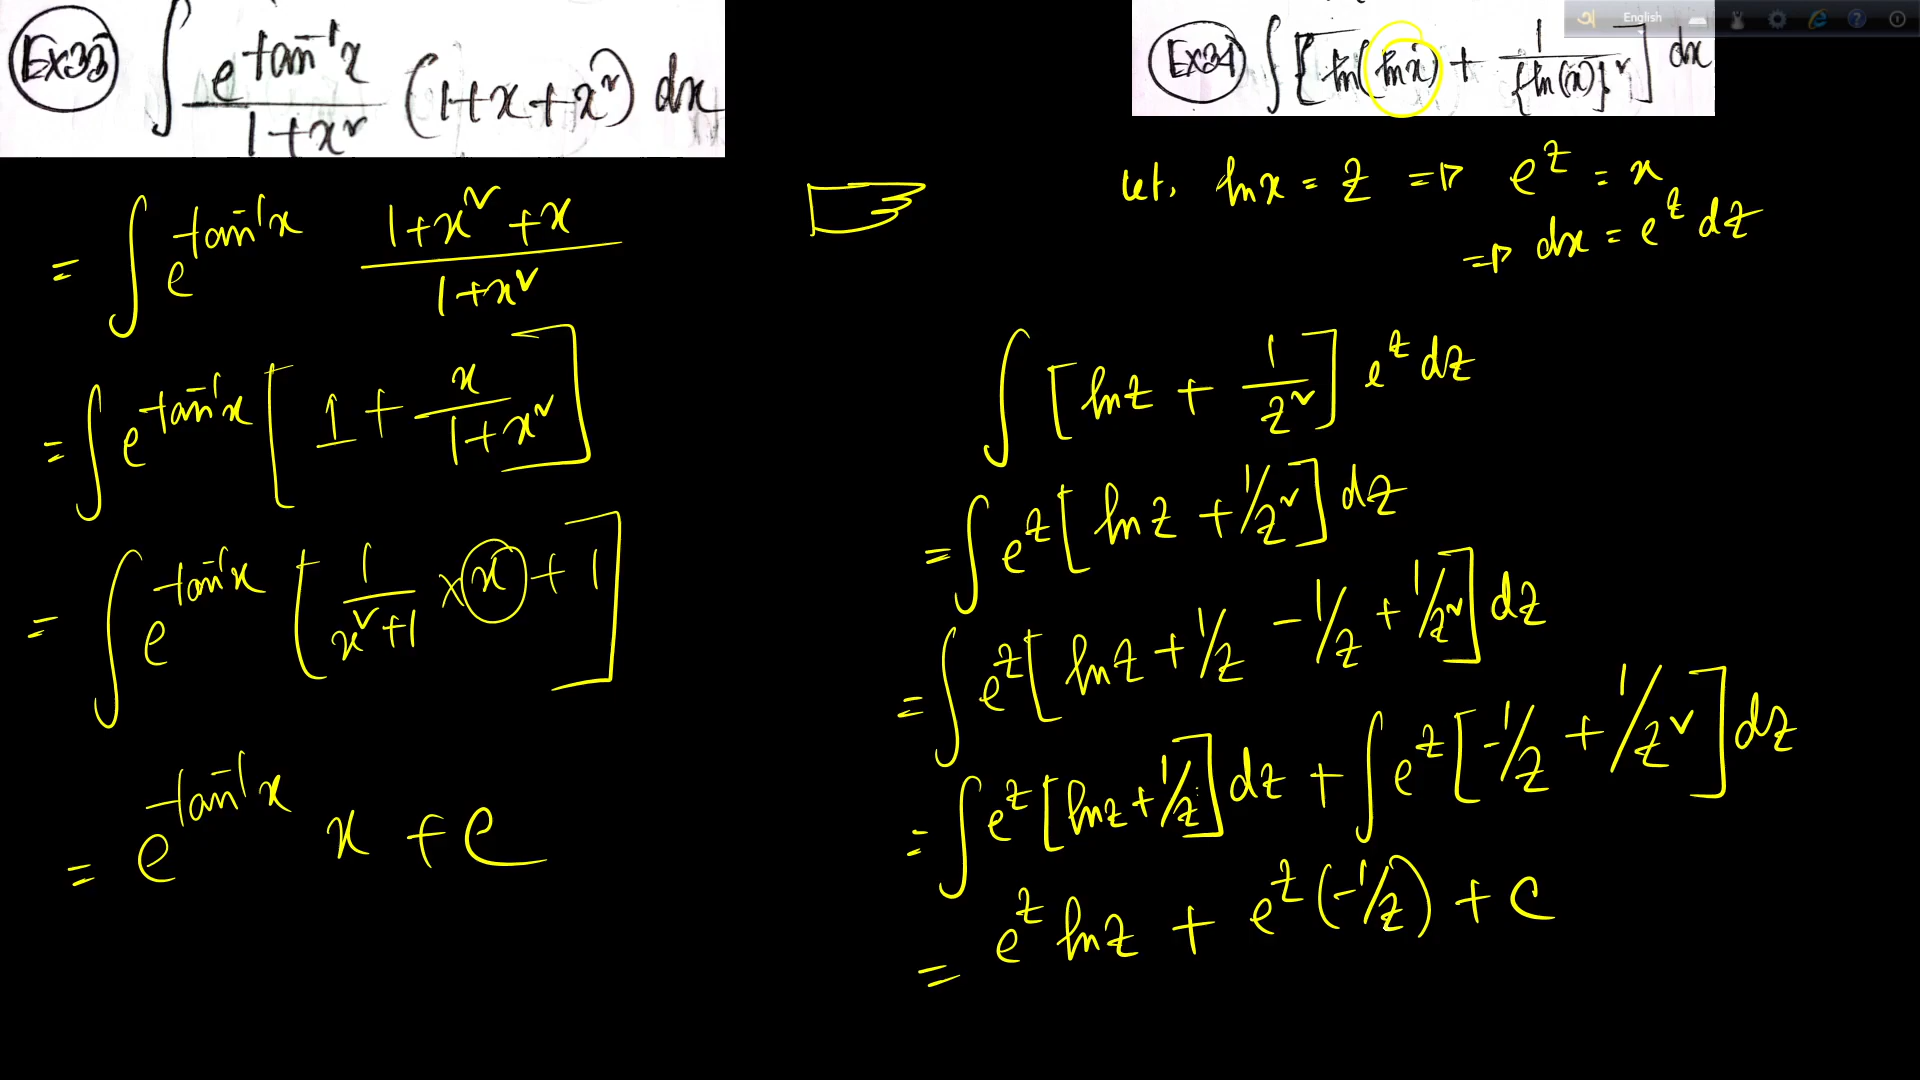 Ex33 ∫ e^{tan⁻¹x}/(1+x²) (1+x+x²) dx
= ∫ e^{tan⁻¹x} (1+x²+x)/(1+x²)
= ∫ e^{tan⁻¹x} [1 + x/(1+x²)]
= ∫ e^{tan⁻¹x} [1/(x²+1) × x + 1]
= e^{tan⁻¹x} x + c
English
Ex34 ∫ [ln(ln x) + 1/{ln(x)}²] dx
Let, ln x = z ⇒ e^z = x
⇒ dx = e^z dz
∫ [ln z + 1/z²] e^z dz
= ∫ e^z [ln z + 1/z²] dz
= ∫ e^z [ln z + 1/z - 1/z + 1/z²] dz
= ∫ e^z [ln z + 1/z] dz + ∫ e^z [-1/z + 1/z²] dz
= e^z ln z + e^z (-1/z) + c